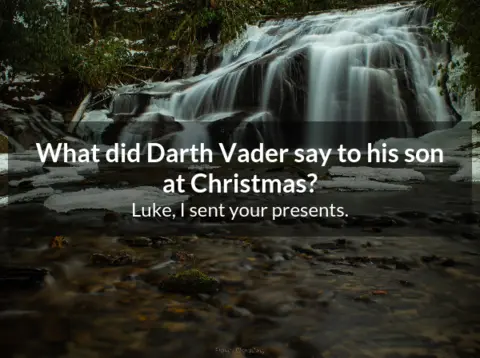 What did Darth Vader say to his son
at Christmas?
Luke, I sent your presents.